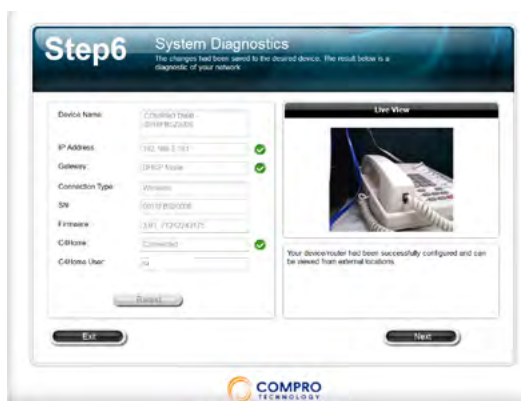 Step6
System Diagnostics
The changes had been saved to the desired device. The result below is a
diagnostic of your network
Device Name:
IP Address:
Gateway:
DHCP Mode
Connection Type
Wireless
SN
Firmware
C4Home:
Connected
C4Home User:
Live View
Your device/router had been successfully configured and can
be viewed from external locations.
Exit
Next
COMPRO
TECHNOLOGY